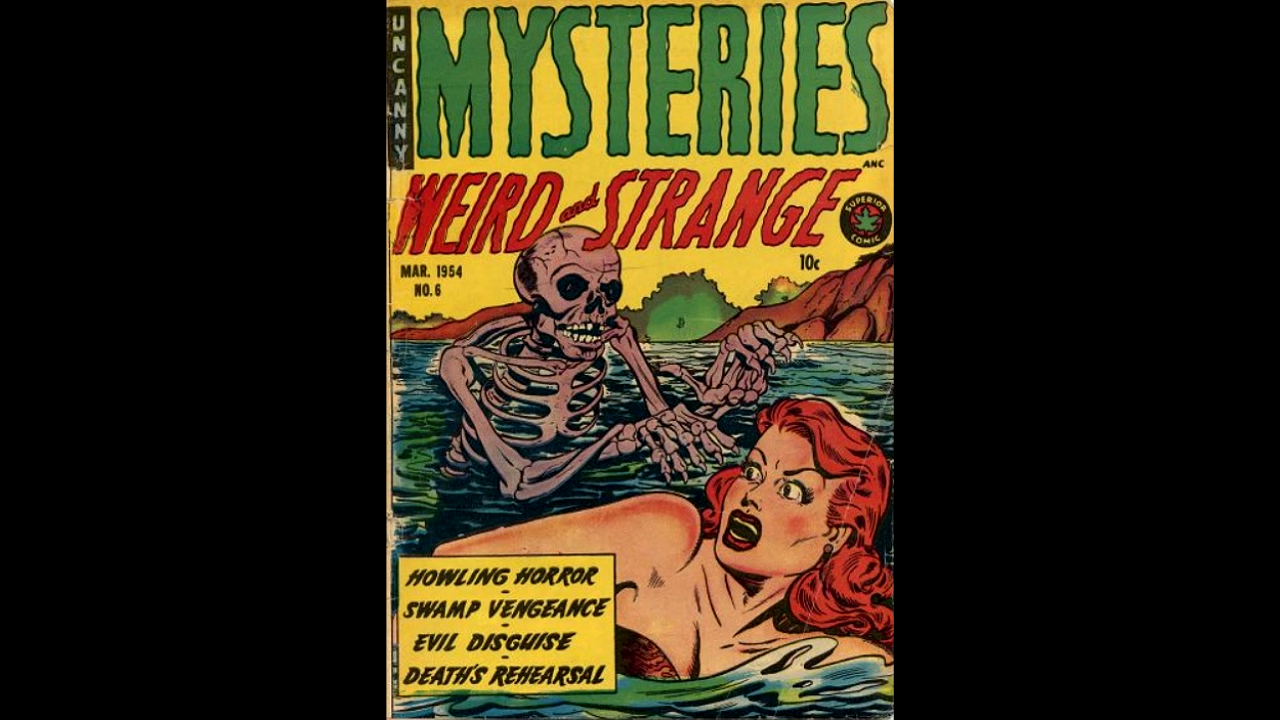 UNCANNY
MYSTERIES
ANC
WEIRD and STRANGE
SUPERIOR
COMIC
MAR. 1954
NO. 6
10c
HOWLING HORROR
-
SWAMP VENGEANCE
-
EVIL DISGUISE
-
DEATH'S REHEARSAL